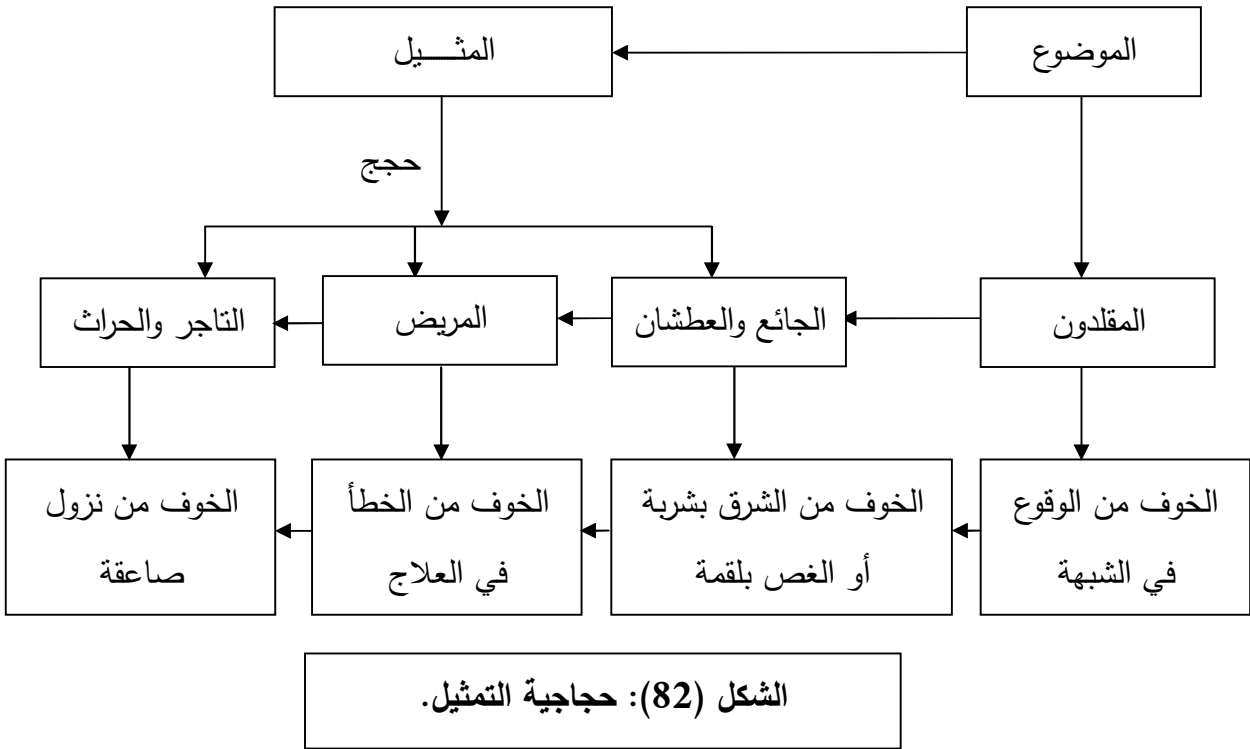 الموضوع
المثـــــيل
حجج
المقلدون
الجائع والعطشان
المريض
التاجر والحراث
الخوف من الوقوع
في الشبهة
الخوف من الشرق بشربة
أو الغص بلقمة
الخوف من الخطأ
في العلاج
الخوف من نزول
صاعقة
الشكل (82): حجاجية التمثيل.